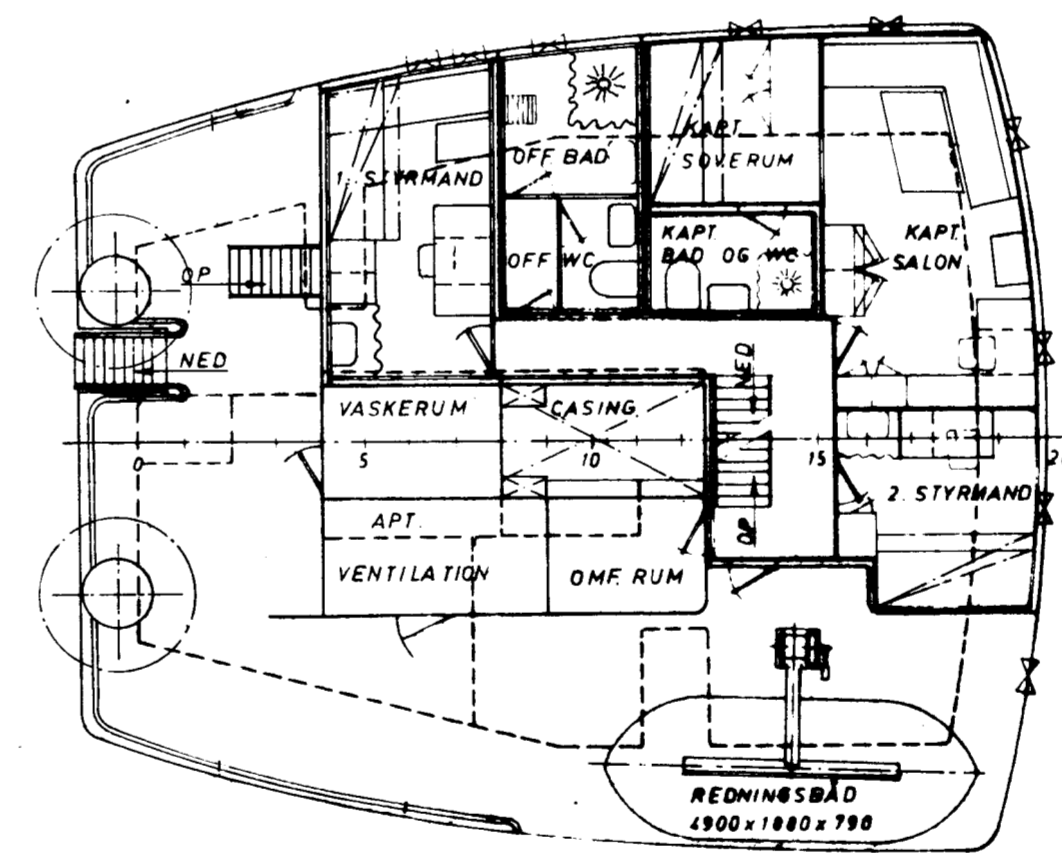 OFF BAD
KAPT.
SOVERUM
1. STYRMAND
OFF WC
KAPT.
BAD OG WC
KAPT.
SALON
OP
NED
NED
VASKERUM
CASING
0
5
10
15
2
2. STYRMAND
APT.
OP
VENTILATION
OMF. RUM
REDNINGSBÅD
4900 x 1880 x 790